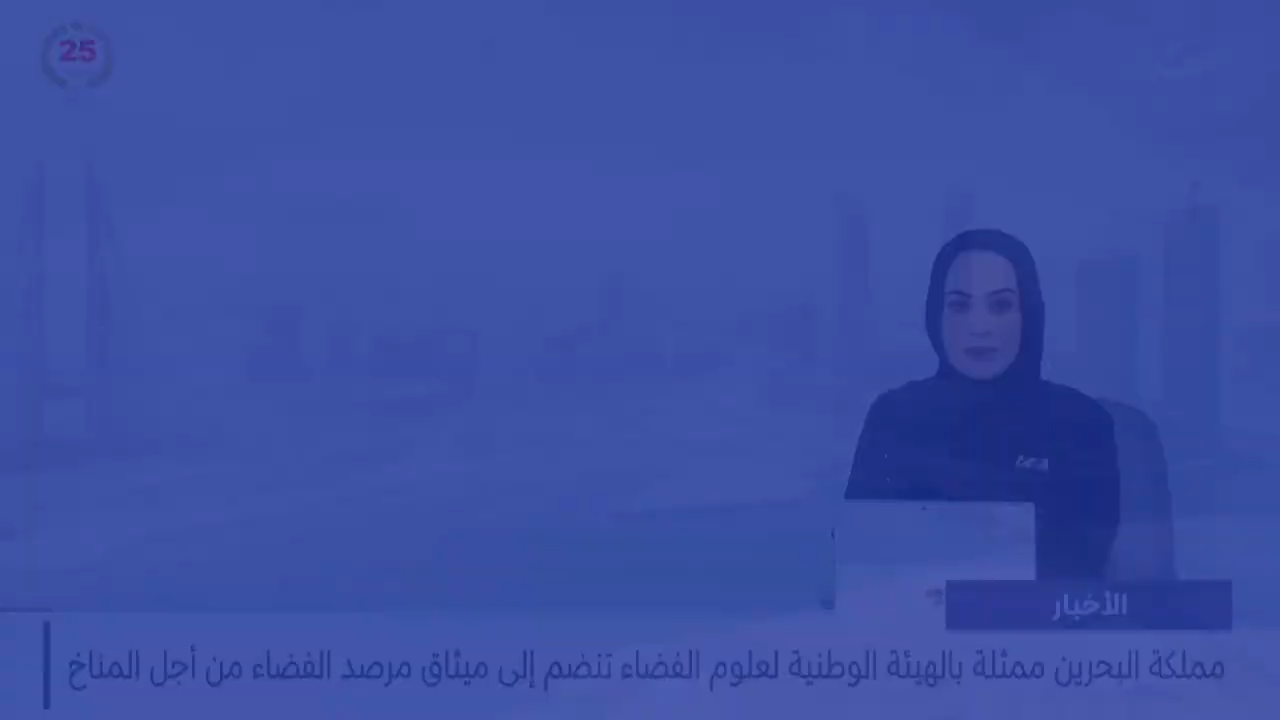 25
الأخبار
مملكة البحرين ممثلة بالهيئة الوطنية لعلوم الفضاء تنضم إلى ميثاق مرصد الفضاء من أجل المناخ